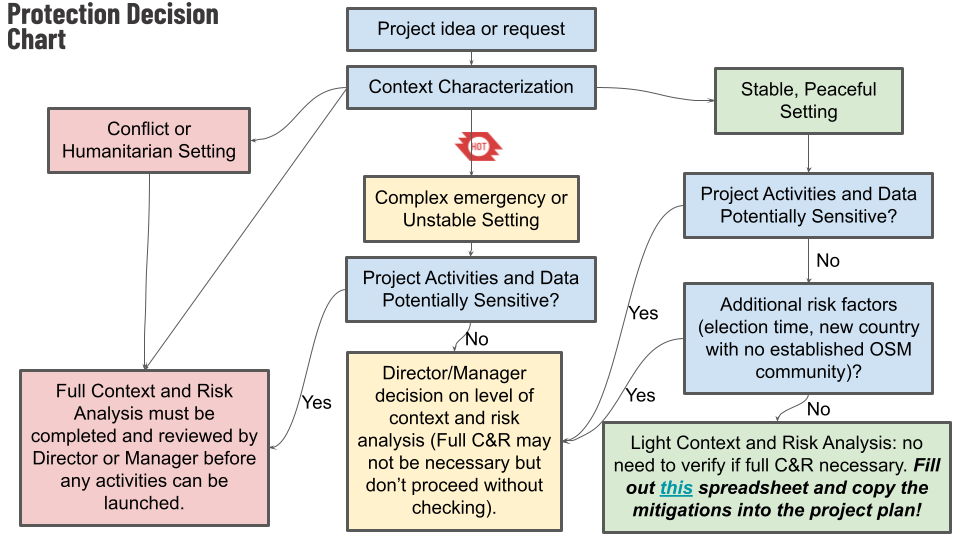 Protection Decision
Chart
Project idea or request
Context Characterization
Stable, Peaceful
Setting
Conflict or
Humanitarian Setting
HOT
Complex emergency or
Unstable Setting
Project Activities and Data
Potentially Sensitive?
No
Project Activities and Data
Potentially Sensitive?
No
Additional risk factors
(election time, new country
with no established OSM
community)?
Yes
Yes
Yes
No
Full Context and Risk
Analysis must be
completed and reviewed by
Director or Manager before
any activities can be
launched.
Director/Manager
decision on level of
context and risk
analysis (Full C&R may
not be necessary but
don't proceed without
checking).
Light Context and Risk Analysis: no
need to verify if full C&R necessary. Fill
out this spreadsheet and copy the
mitigations into the project plan!